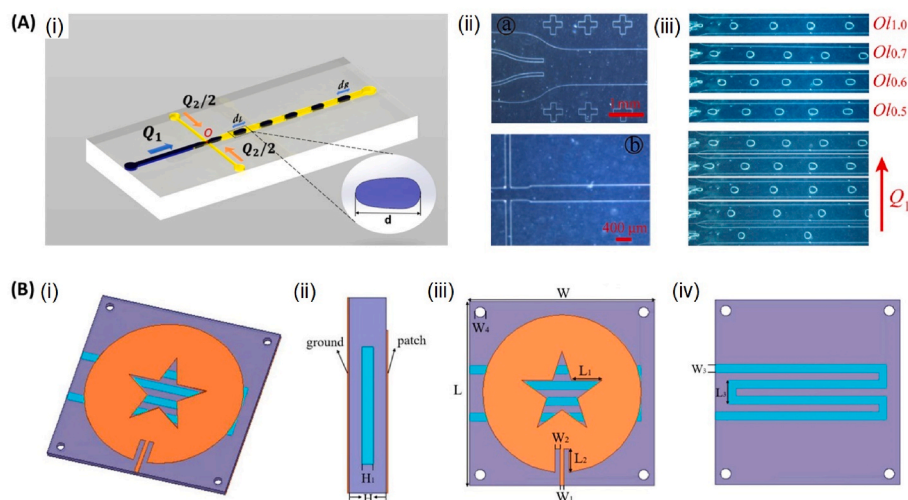 (A) (i)
Q₂/2
Q₁
O
d₁
dg
Q₂/2
d
(ii)
ⓐ
1mm
ⓑ
400 μm
(iii)
Ol1.0
Ol0.7
Ol0.6
Ol0.5
Q₁
(B) (i)
(ii)
ground
patch
H₁
H
(iii)
W
W₄
L
L₁
W₂
L₂
W₁
(iv)
W₃
L₃